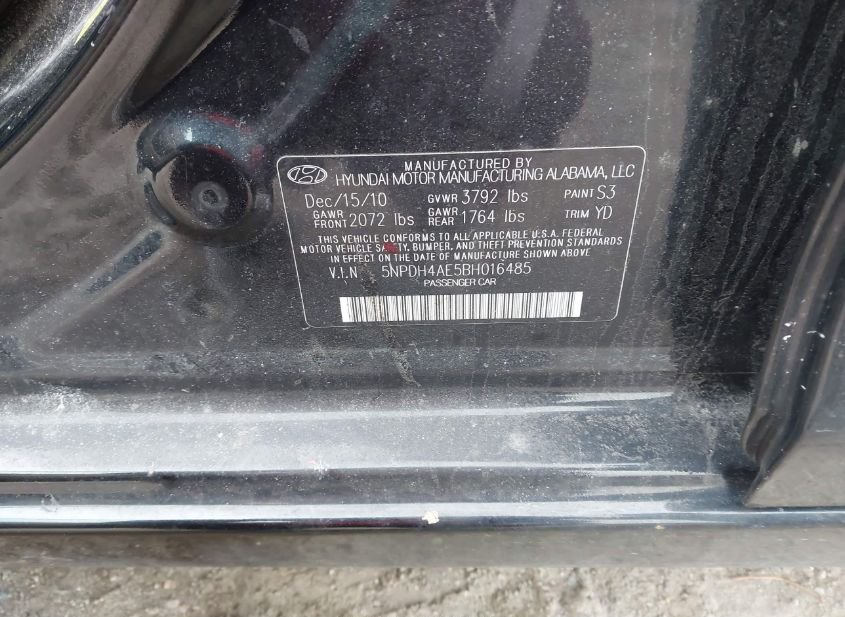 MANUFACTURED BY
HYUNDAI MOTOR MANUFACTURING ALABAMA, LLC
Dec/15/10 GVWR 3792 lbs PAINT S3
GAWR FRONT 2072 lbs GAWR REAR 1764 lbs TRIM YD
THIS VEHICLE CONFORMS TO ALL APPLICABLE U.S.A. FEDERAL
MOTOR VEHICLE SAFETY, BUMPER, AND THEFT PREVENTION STANDARDS
IN EFFECT ON THE DATE OF MANUFACTURE SHOWN ABOVE
V.I.N 5NPDH4AE5BH016485
PASSENGER CAR